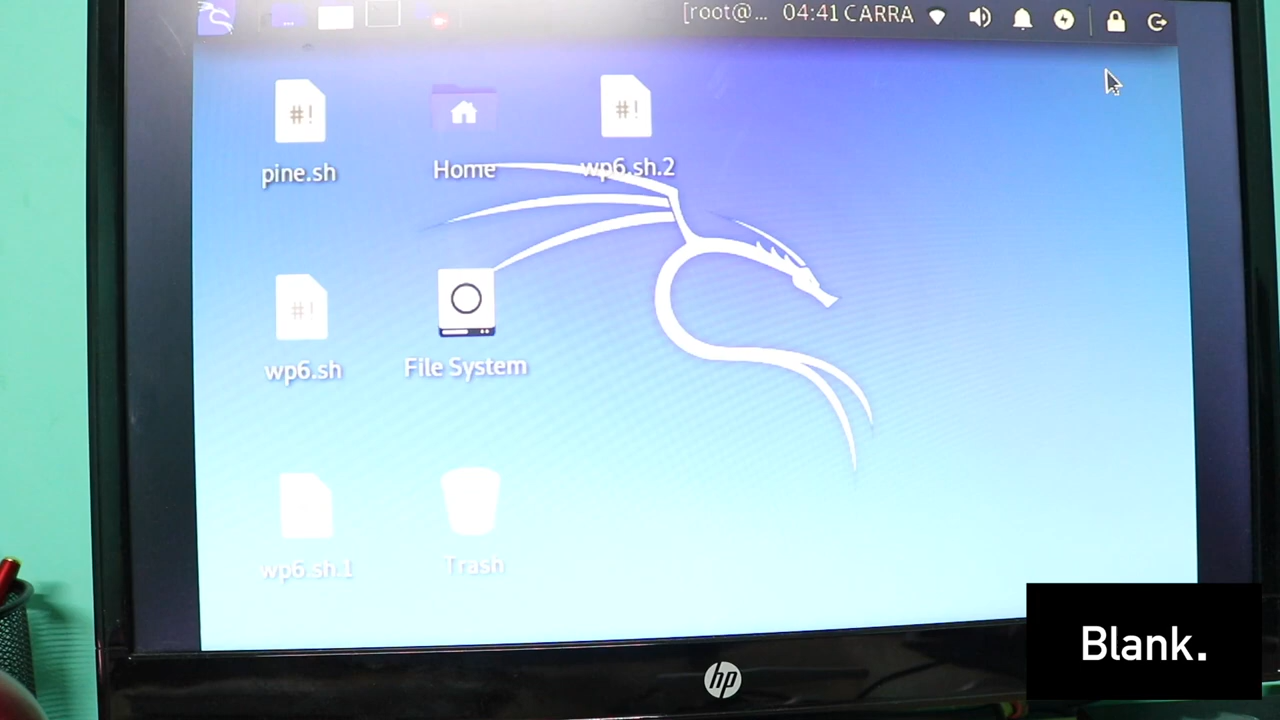 [root@... 04:41 CARRA
#! #!
pine.sh Home wp6.sh.2
#!
wp6.sh File System
wp6.sh.1 Trash
hp
Blank.